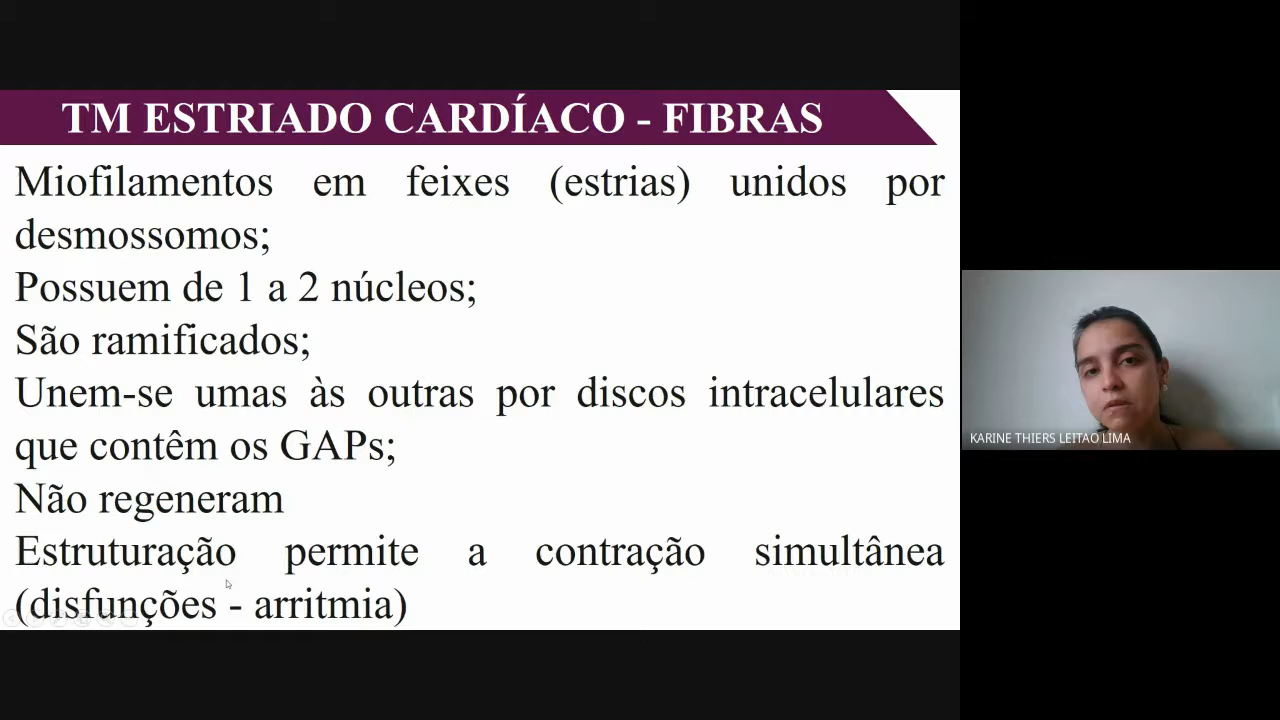 TM ESTRIADO CARDÍACO - FIBRAS
Miofilamentos em feixes (estrias) unidos por
desmossomos;
Possuem de 1 a 2 núcleos;
São ramificados;
Unem-se umas às outras por discos intracelulares
que contêm os GAPs;
Não regeneram
Estruturação permite a contração simultânea
(disfunções - arritmia)
KARINE THIERS LEITAO LIMA